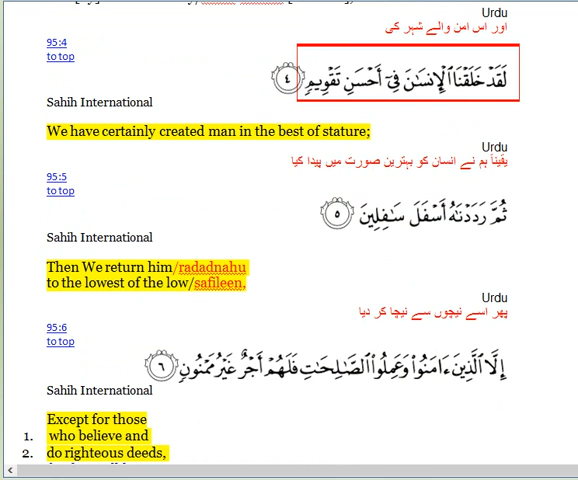 Urdu
اور اس امن والے شہر کی
95:4
to top
لَقَدْ خَلَقْنَا ٱلْإِنسَـٰنَ فِىٓ أَحْسَنِ تَقْوِيمٍ ٤
Sahih International
We have certainly created man in the best of stature;
Urdu
یقیناً ہم نے انسان کو بہترین صورت میں پیدا کیا
95:5
to top
ثُمَّ رَدَدْنَـٰهُ أَسْفَلَ سَـٰفِلِينَ ٥
Sahih International
Then We return him/radadnahu
to the lowest of the low/safileen,
Urdu
پھر اسے نیچوں سے نیچا کر دیا
95:6
to top
إِلَّا ٱلَّذِينَ ءَامَنُوا۟ وَعَمِلُوا۟ ٱلصَّـٰلِحَـٰتِ فَلَهُمْ أَجْرٌ غَيْرُ مَمْنُونٍ ٦
Sahih International
Except for those
1. who believe and
2. do righteous deeds,